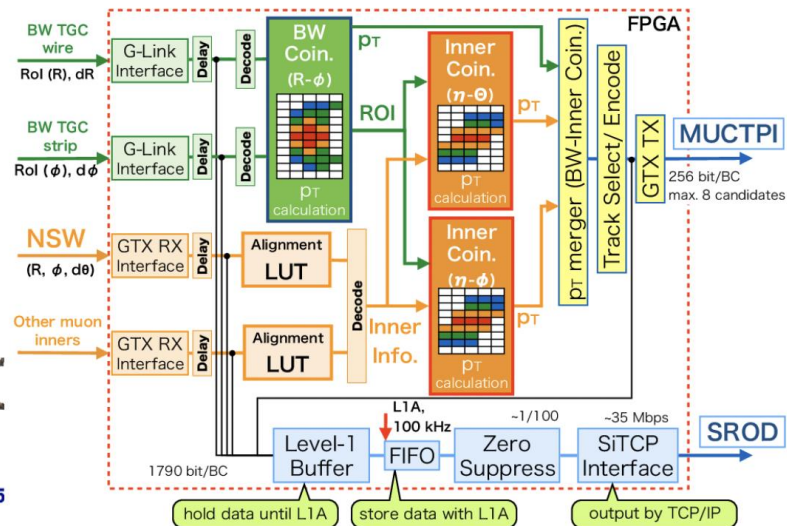 FPGA
BW TGC
wire
RoI (R), dR
G-Link
Interface
Delay
Decode
BW
Coin.
(R-ϕ)
pT
calculation
pT
ROI
BW TGC
strip
RoI (ϕ), dϕ
G-Link
Interface
Delay
Decode
Inner
Coin.
(η-Θ)
pT
calculation
pT
Inner
Coin.
(η-ϕ)
pT
calculation
pT
pT merger (BW-Inner Coin.)
Track Select/ Encode
GTX TX
MUCTPI
256 bit/BC
max. 8 candidates
NSW
(R, ϕ, dθ)
GTX RX
Interface
Delay
Alignment
LUT
Decode
Inner
Info.
Other muon
inners
GTX RX
Interface
Delay
Alignment
LUT
L1A,
100 kHz
~1/100
~35 Mbps
1790 bit/BC
Level-1
Buffer
FIFO
Zero
Suppress
SiTCP
Interface
SROD
hold data until L1A
store data with L1A
output by TCP/IP